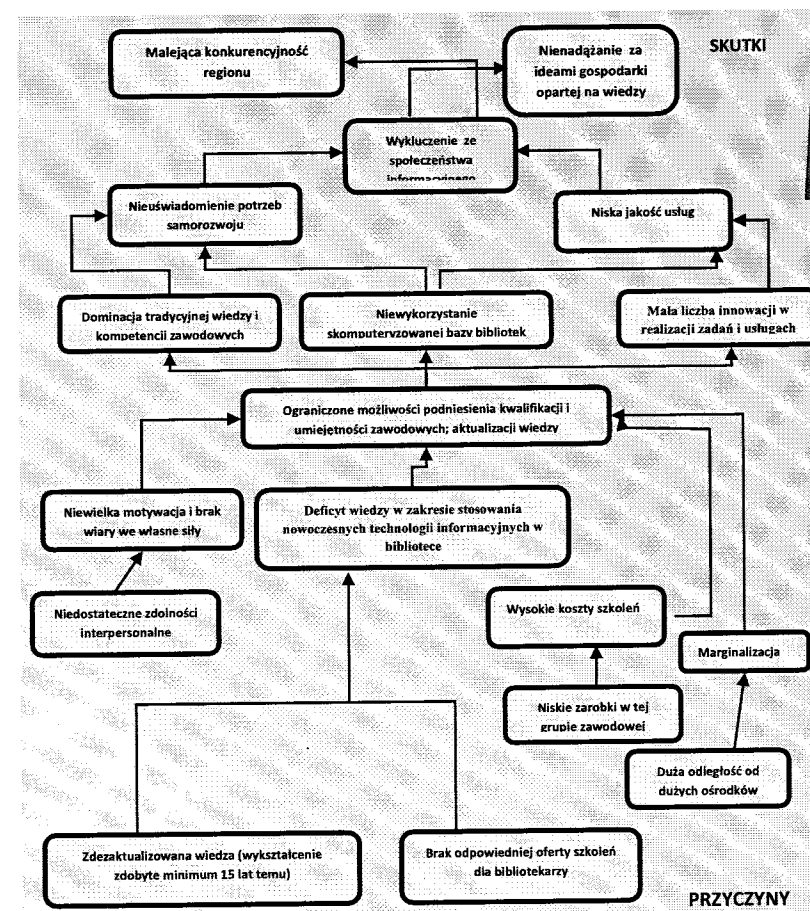 SKUTKI
Malejąca konkurencyjność
regionu
Nienadążanie za
ideami gospodarki
opartej na wiedzy
Wykluczenie ze
społeczeństwa
informacyjnego
Nieuświadomienie potrzeb
samorozwoju
Niska jakość usług
Dominacja tradycyjnej wiedzy i
kompetencji zawodowych
Niewykorzystanie
skomputeryzowanej bazy bibliotek
Mała liczba innowacji w
realizacji zadań i usługach
Ograniczone możliwości podniesienia kwalifikacji i
umiejętności zawodowych; aktualizacji wiedzy
Niewielka motywacja i brak
wiary we własne siły
Deficyt wiedzy w zakresie stosowania
nowoczesnych technologii informacyjnych w
bibliotece
Niedostateczne zdolności
interpersonalne
Wysokie koszty szkoleń
Marginalizacja
Niskie zarobki w tej
grupie zawodowej
Duża odległość od
dużych ośrodków
Zdezaktualizowana wiedza (wykształcenie
zdobyte minimum 15 lat temu)
Brak odpowiedniej oferty szkoleń
dla bibliotekarzy
PRZYCZYNY